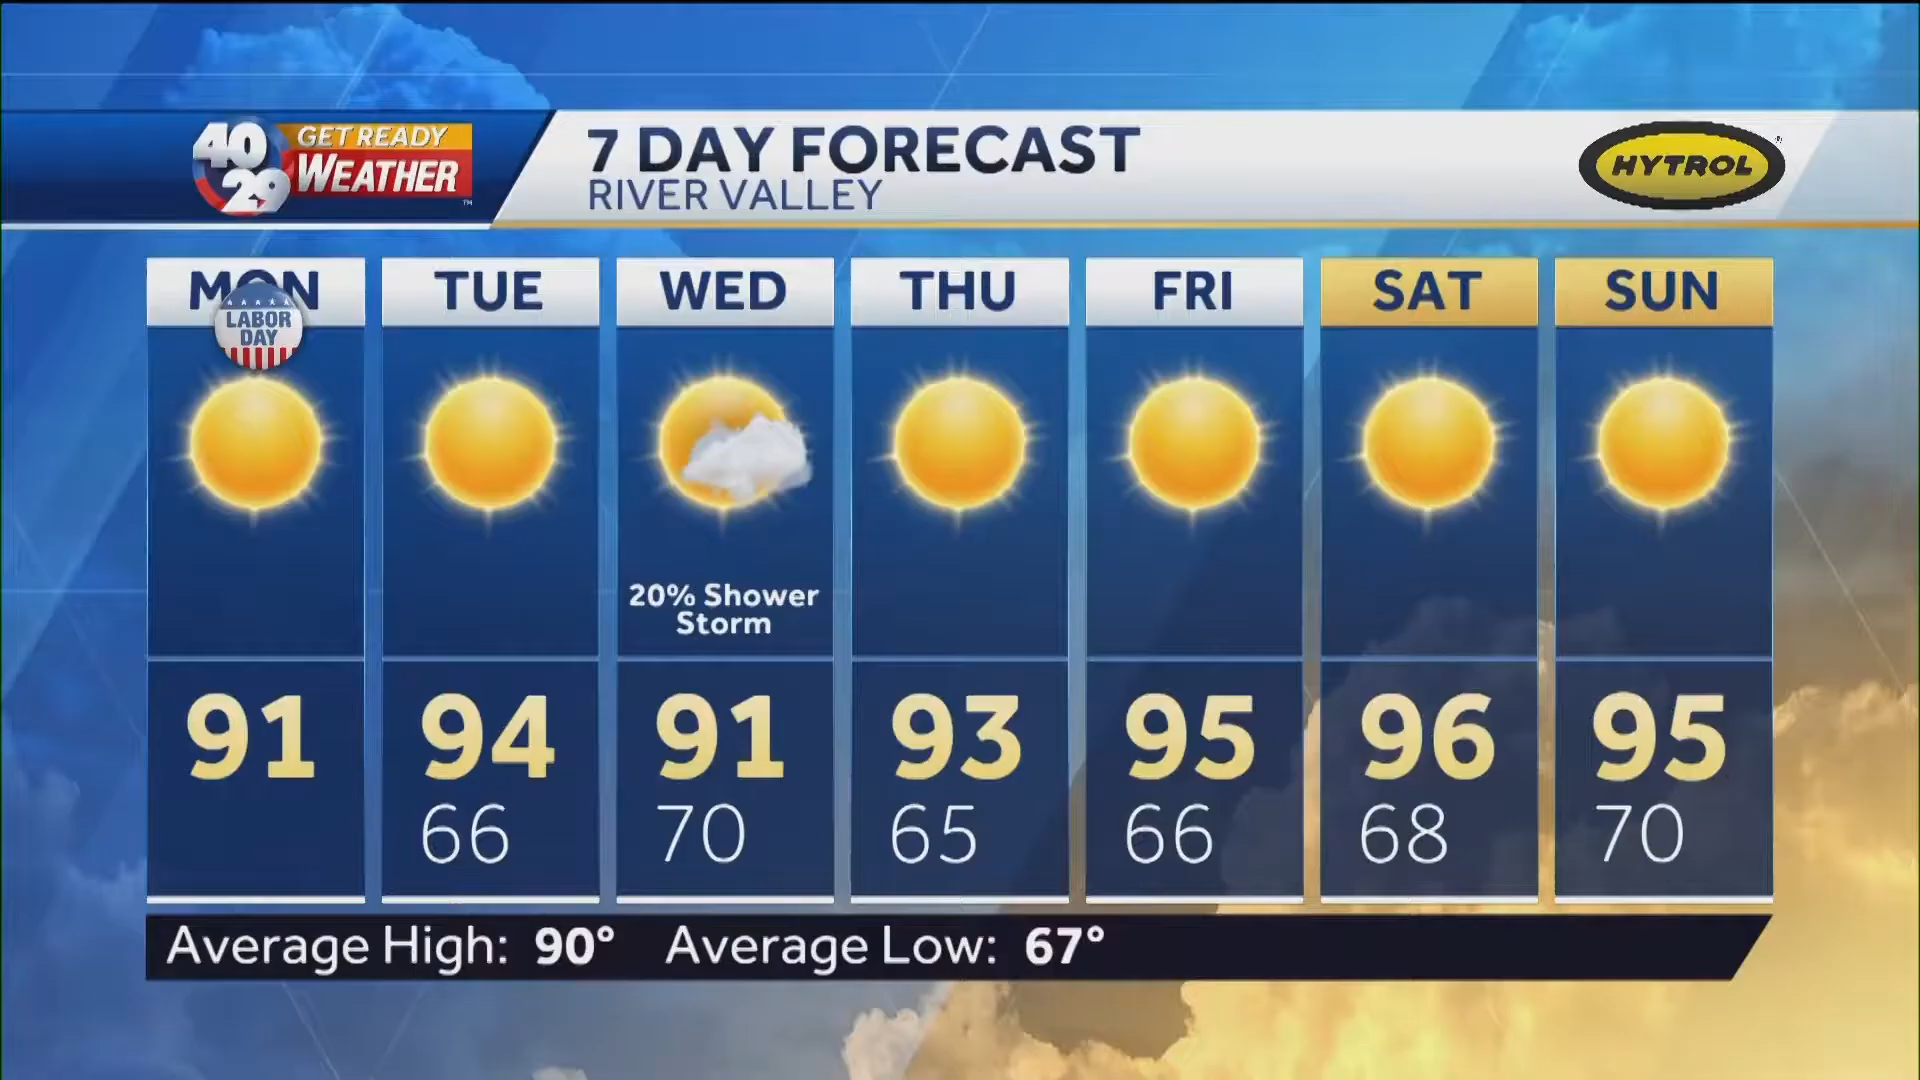 40
29
GET READY
WEATHER
™
7 DAY FORECAST
RIVER VALLEY
HYTROL
®
MON TUE WED THU FRI SAT SUN
LABOR
DAY
20% Shower
Storm
91 94 91 93 95 96 95
66 70 65 66 68 70
Average High: 90° Average Low: 67°